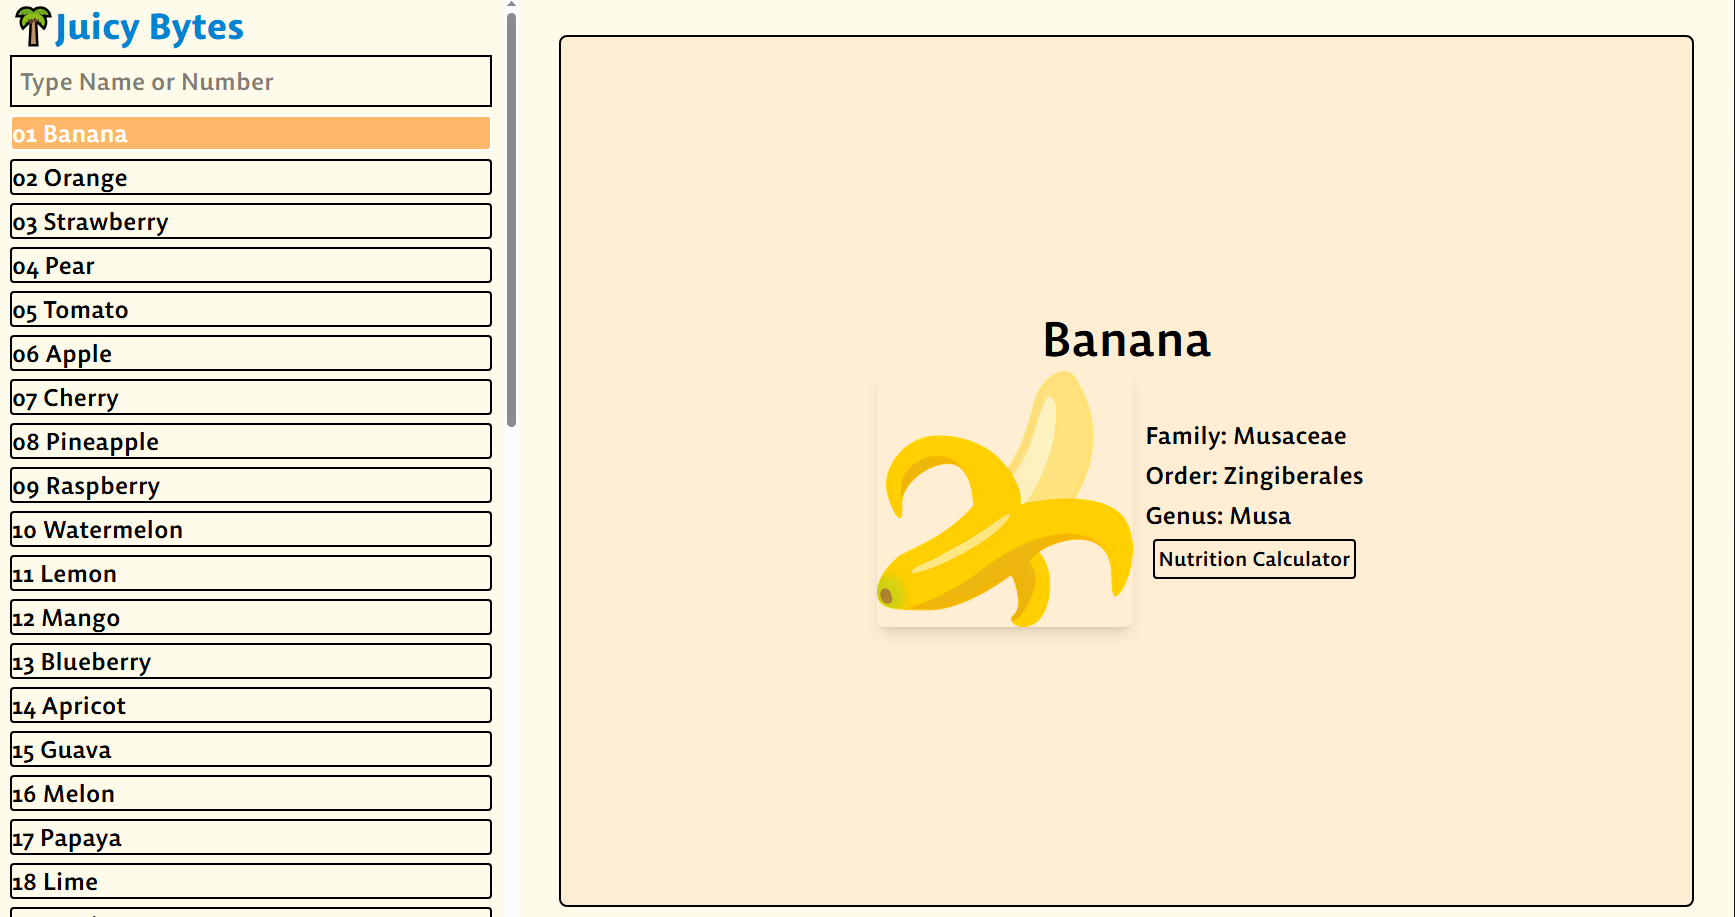 Juicy Bytes
Type Name or Number
01 Banana
02 Orange
03 Strawberry
04 Pear
05 Tomato
06 Apple
07 Cherry
08 Pineapple
09 Raspberry
10 Watermelon
11 Lemon
12 Mango
13 Blueberry
14 Apricot
15 Guava
16 Melon
17 Papaya
18 Lime
Banana
Family: Musaceae
Order: Zingiberales
Genus: Musa
Nutrition Calculator